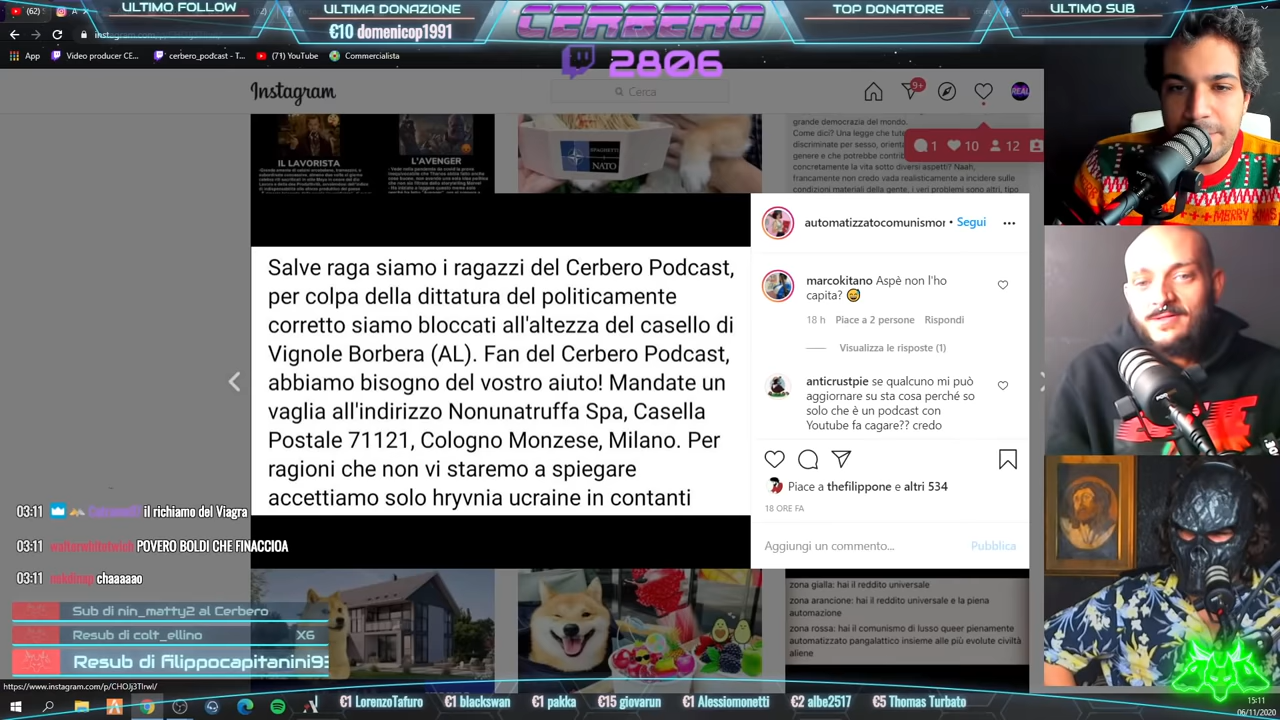 ULTIMO FOLLOW
ULTIMA DONAZIONE
€10 domenicop1991
CERBERO
2806
TOP DONATORE
ULTIMO SUB
(62)
App
Video producer CE...
cerbero_podcast - T...
(71) YouTube
Commercialista
Instagram
Cerca
9+
REAL
1
10
12
IL LAVORISTA
L'AVENGER
SPAGHETTI
NATO
grande democrazia del mondo.
Come dici? Una legge che tute
discriminate per sesso, orienta
genere e che potrebbe contrib
concretamente la vita sotto diversi aspetti? Naah,
francamente non credo vada realisticamente a incidere sulle
condizioni materiali della gente, i veri problemi sono altri, tipo
MERRY XMAS
Salve raga siamo i ragazzi del Cerbero Podcast,
per colpa della dittatura del politicamente
corretto siamo bloccati all'altezza del casello di
Vignole Borbera (AL). Fan del Cerbero Podcast,
abbiamo bisogno del vostro aiuto! Mandate un
vaglia all'indirizzo Nonunatruffa Spa, Casella
Postale 71121, Cologno Monzese, Milano. Per
ragioni che non vi staremo a spiegare
accettiamo solo hryvnia ucraine in contanti
automatizzatocomunismor • Segui
marcokitano Aspè non l'ho
capita? 😅
18 h Piace a 2 persone Rispondi
Visualizza le risposte (1)
anticrustpie se qualcuno mi può
aggiornare su sta cosa perché so
solo che è un podcast con
Youtube fa cagare?? credo
Piace a thefilippone e altri 534
18 ORE FA
Aggiungi un commento...
Pubblica
03:11 il richiamo del Viagra
03:11 POVERO BOLDI CHE FINACCIOA
03:11 chaaaaao
Sub di nin_matty2 al Cerbero
Resub di colt_ellino X6
Resub di filippocapitanini93
zona gialla: hai il reddito universale
zona arancione: hai il reddito universale e la piena
automazione
zona rossa: hai il comunismo di lusso queer pienamente
automatizzato pangalattico insieme alle più evolute civiltà
aliene
https://www.instagram.com/p/CHOJj3TlrwI/
€1 LorenzoTafuro
€1 blackswan
€1 pakka
€15 giovarun
€1 Alessiomonetti
€2 albe2517
€5 Thomas Turbato
15:11
06/11/2020